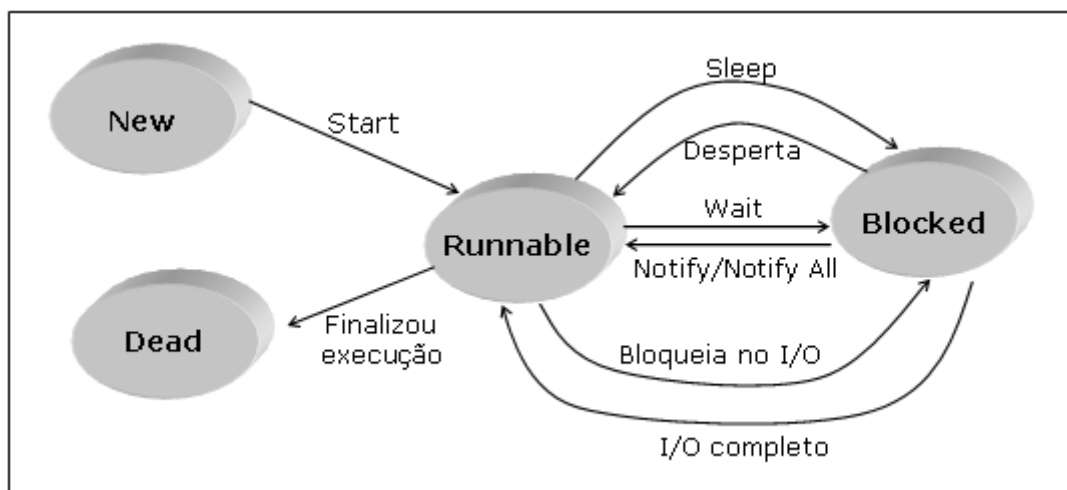 New
Start
Sleep
Desperta
Wait
Runnable
Blocked
Notify/Notify All
Dead
Finalizou
execução
Bloqueia no I/O
I/O completo